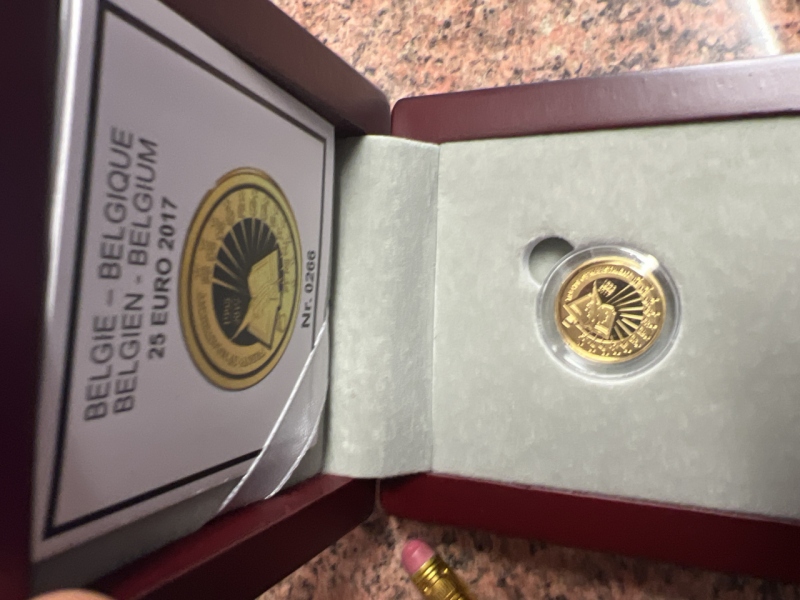 BELGIE – BELGIQUE
BELGIEN - BELGIUM
25 EURO 2017
Nr. 0266